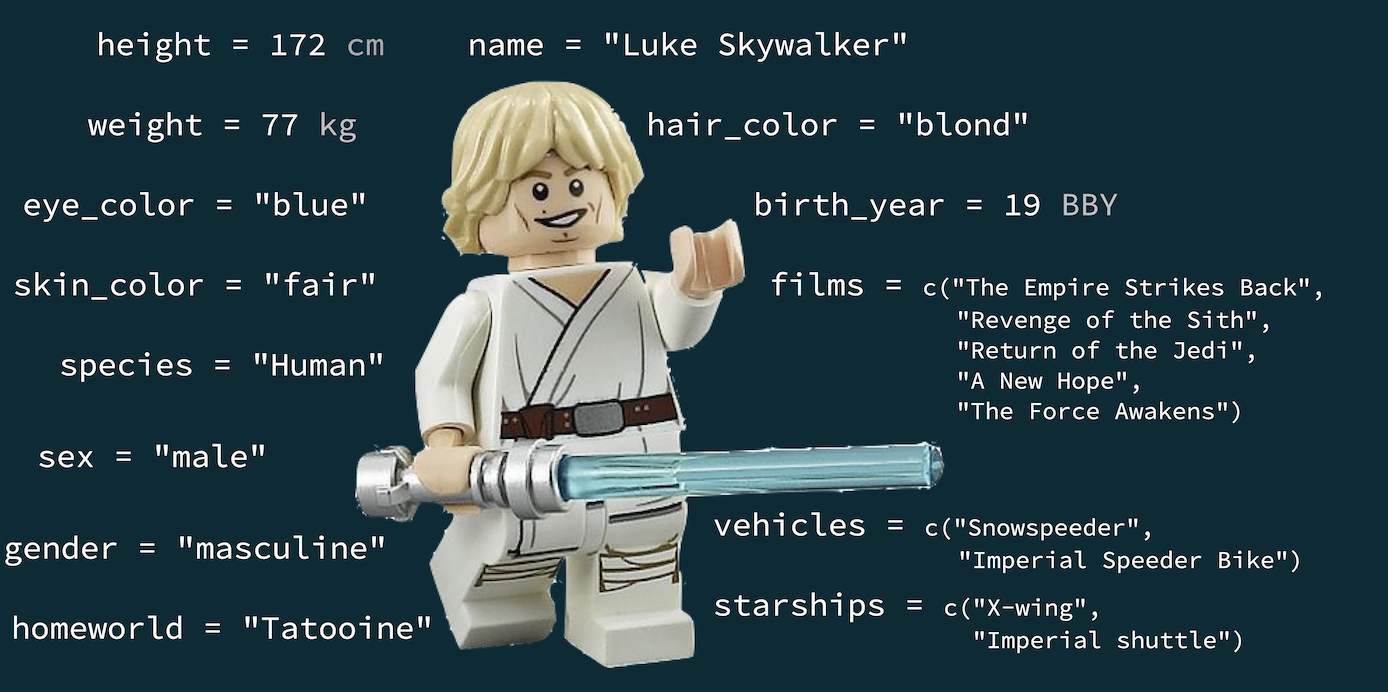 height = 172 cm
name = "Luke Skywalker"
weight = 77 kg
hair_color = "blond"
eye_color = "blue"
birth_year = 19 BBY
skin_color = "fair"
films = c("The Empire Strikes Back",
"Revenge of the Sith",
"Return of the Jedi",
"A New Hope",
"The Force Awakens")
species = "Human"
sex = "male"
gender = "masculine"
homeworld = "Tatooine"
vehicles = c("Snowspeeder",
"Imperial Speeder Bike")
starships = c("X-wing",
"Imperial shuttle")